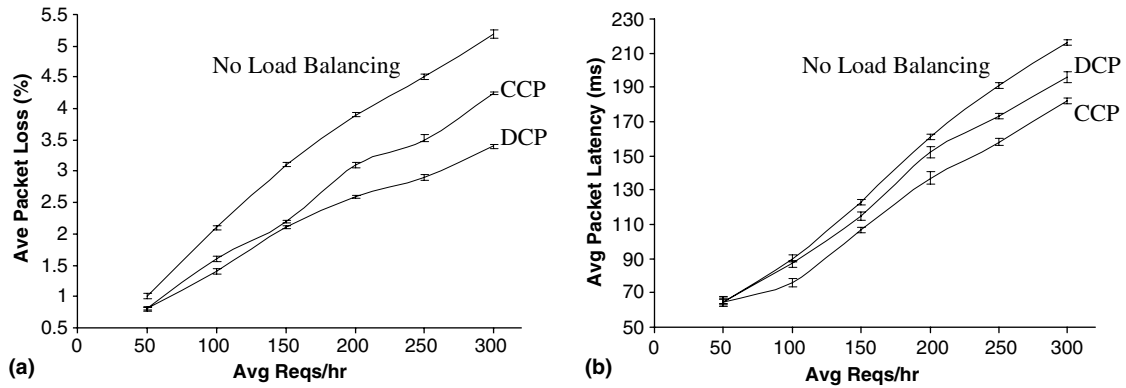 5.5
5
4.5
4
3.5
3
2.5
2
1.5
1
0.5
Ave Packet Loss (%)
No Load Balancing
CCP
DCP
0 50 100 150 200 250 300
Avg Reqs/hr
(a)
230
210
190
170
150
130
110
90
70
50
Avg Packet Latency (ms)
No Load Balancing
DCP
CCP
0 50 100 150 200 250 300
Avg Reqs/hr
(b)